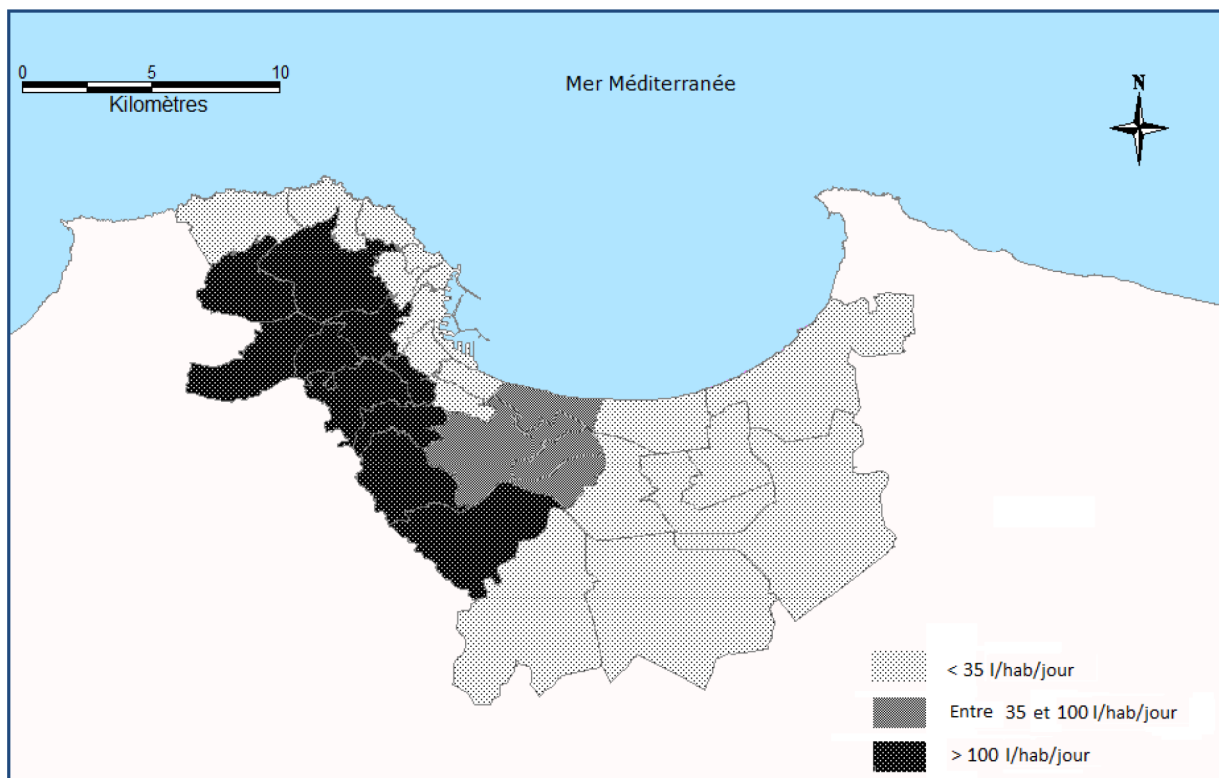 0 5 10
Kilomètres
Mer Méditerranée
N
< 35 l/hab/jour
Entre 35 et 100 l/hab/jour
> 100 l/hab/jour